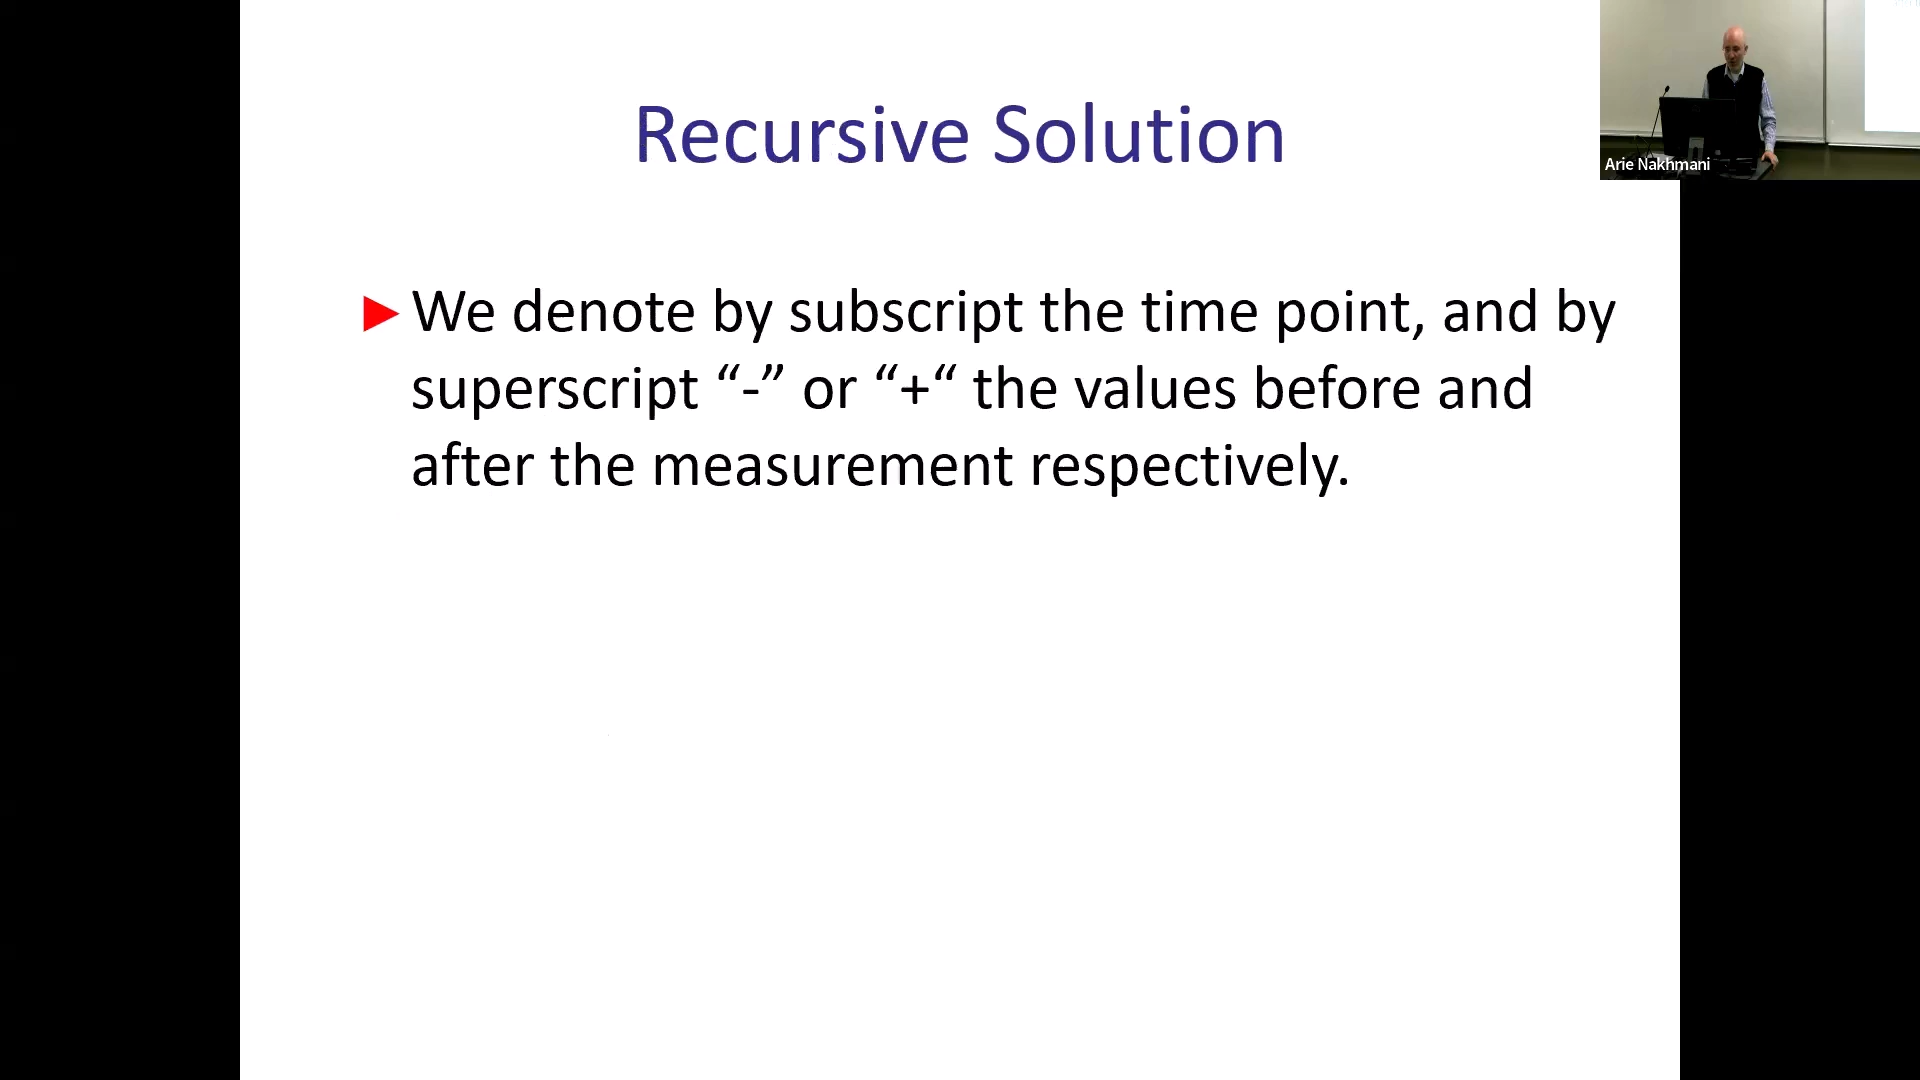 Recursive Solution
We denote by subscript the time point, and by
superscript “-” or “+“ the values before and
after the measurement respectively.
Arie Nakhmani